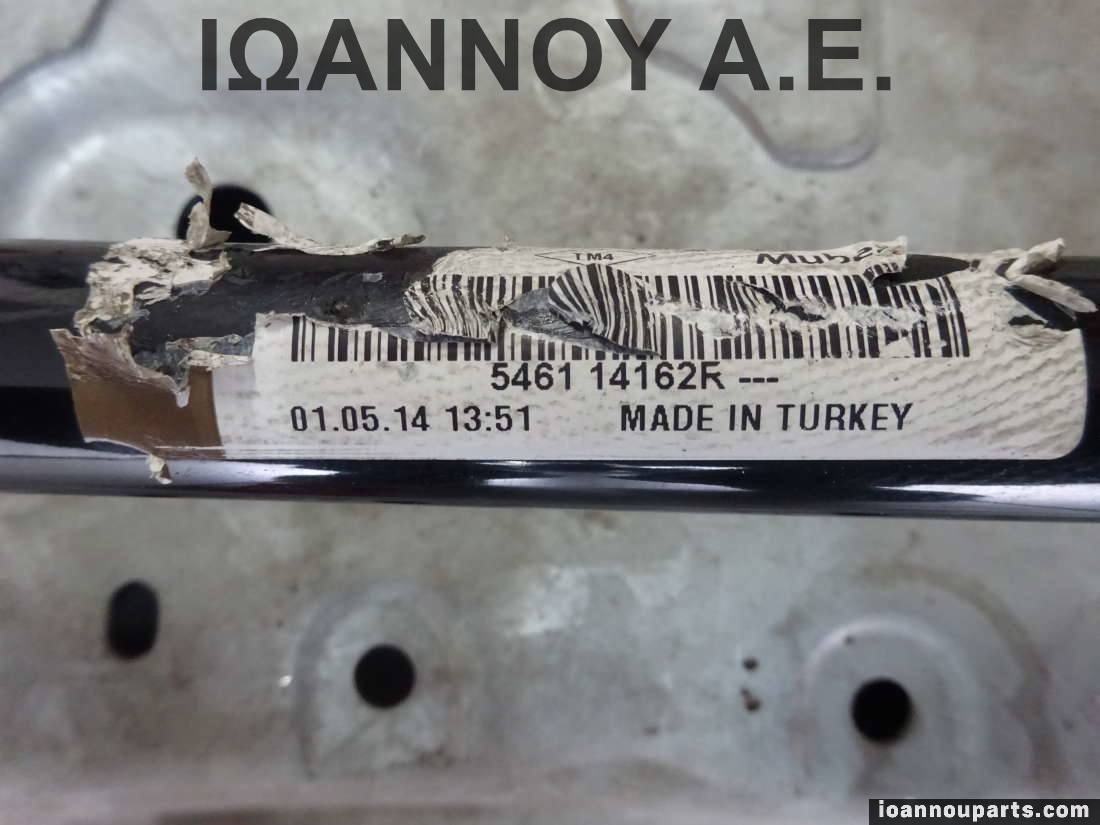 ΙΩΑΝΝΟΥ Α.Ε.
TM4
5461 14162R ---
01.05.14 13:51 MADE IN TURKEY
ioannouparts.com